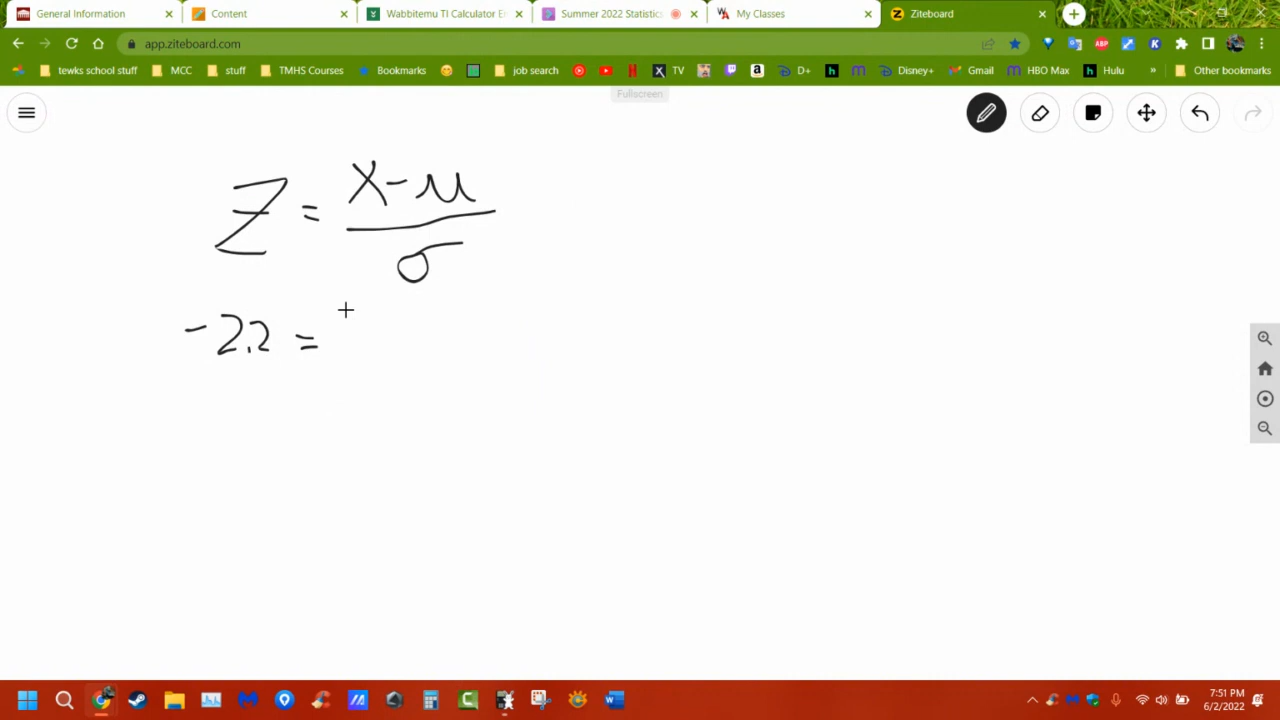 General Information
Content
Wabbitemu TI Calculator E
Summer 2022 Statistics
My Classes
Ziteboard
app.ziteboard.com
tewks school stuff
MCC
stuff
TMHS Courses
Bookmarks
job search
TV
D+
Disney+
Gmail
HBO Max
Hulu
»
Other bookmarks
Fullscreen
Z = X-μ
σ
-2.2 =
7:51 PM
6/2/2022